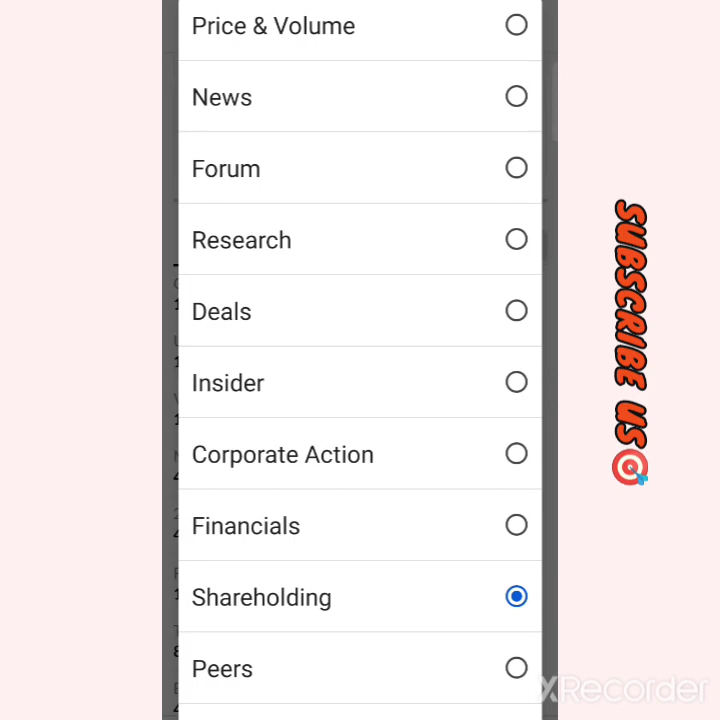 Price & Volume
News
Forum
Research
Deals
Insider
Corporate Action
Financials
Shareholding
Peers
SUBSCRIBE US
XRecorder